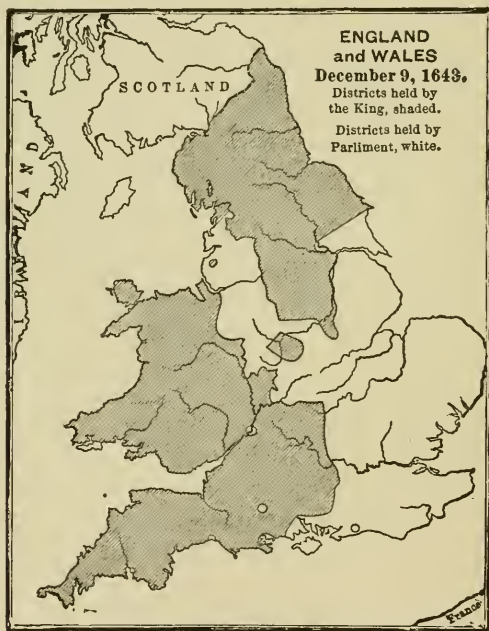 ENGLAND
and WALES
December 9, 1643.
Districts held by
the King, shaded.
Districts held by
Parliment, white.
SCOTLAND
IRELAND
France